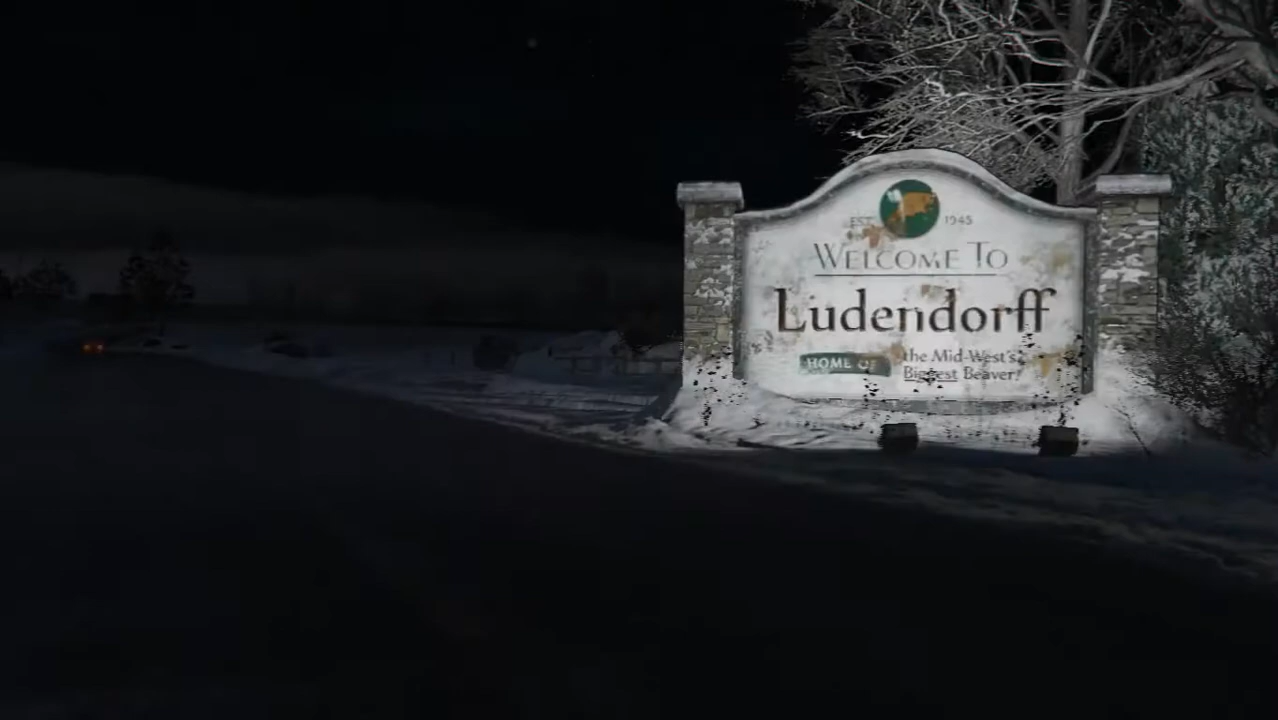 EST 1945
Welcome To
Ludendorff
HOME OF the Mid-West's
Biggest Beaver!